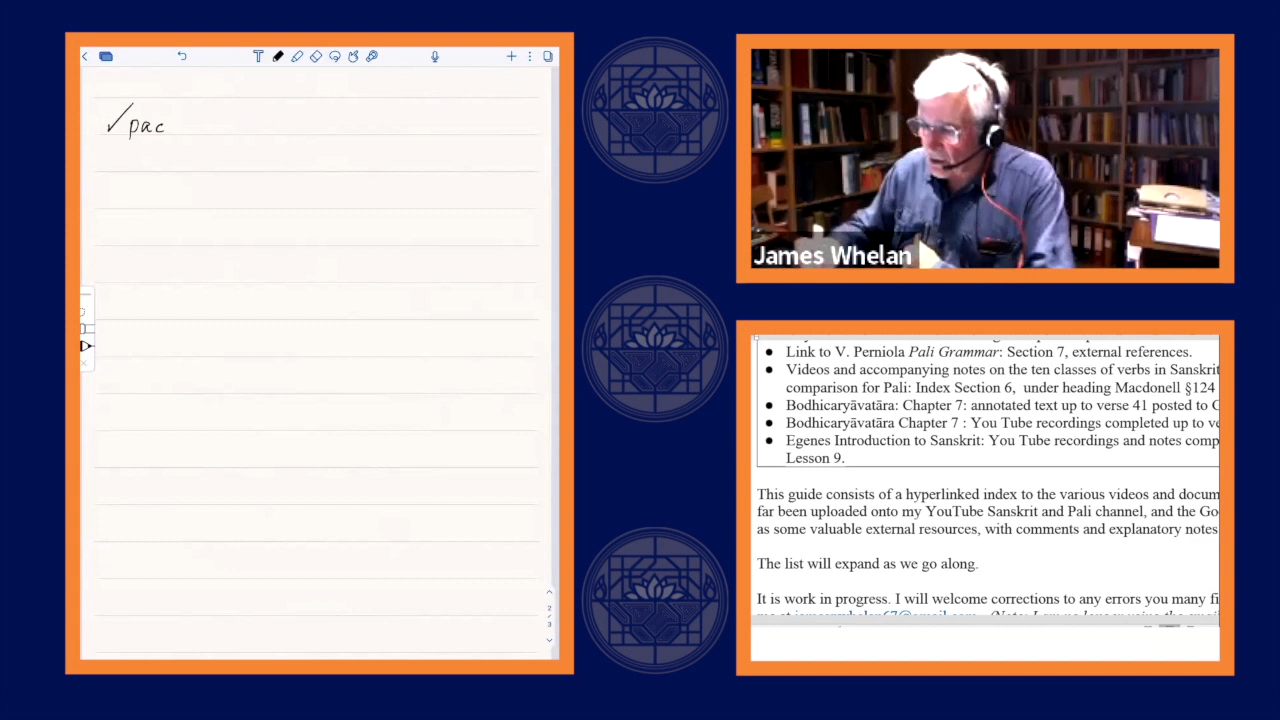 √pac
James Whelan
● Link to V. Perniola Pali Grammar: Section 7, external references.
● Videos and accompanying notes on the ten classes of verbs in Sanskrit
comparison for Pali: Index Section 6, under heading Macdonell §124
● Bodhicaryāvatāra: Chapter 7: annotated text up to verse 41 posted to
● Bodhicaryāvatāra Chapter 7 : You Tube recordings completed up to
● Egenes Introduction to Sanskrit: You Tube recordings and notes
Lesson 9.
This guide consists of a hyperlinked index to the various videos and
far been uploaded onto my YouTube Sanskrit and Pali channel, and the
as some valuable external resources, with comments and explanatory notes
The list will expand as we go along.
It is work in progress. I will welcome corrections to any errors you many
2
3